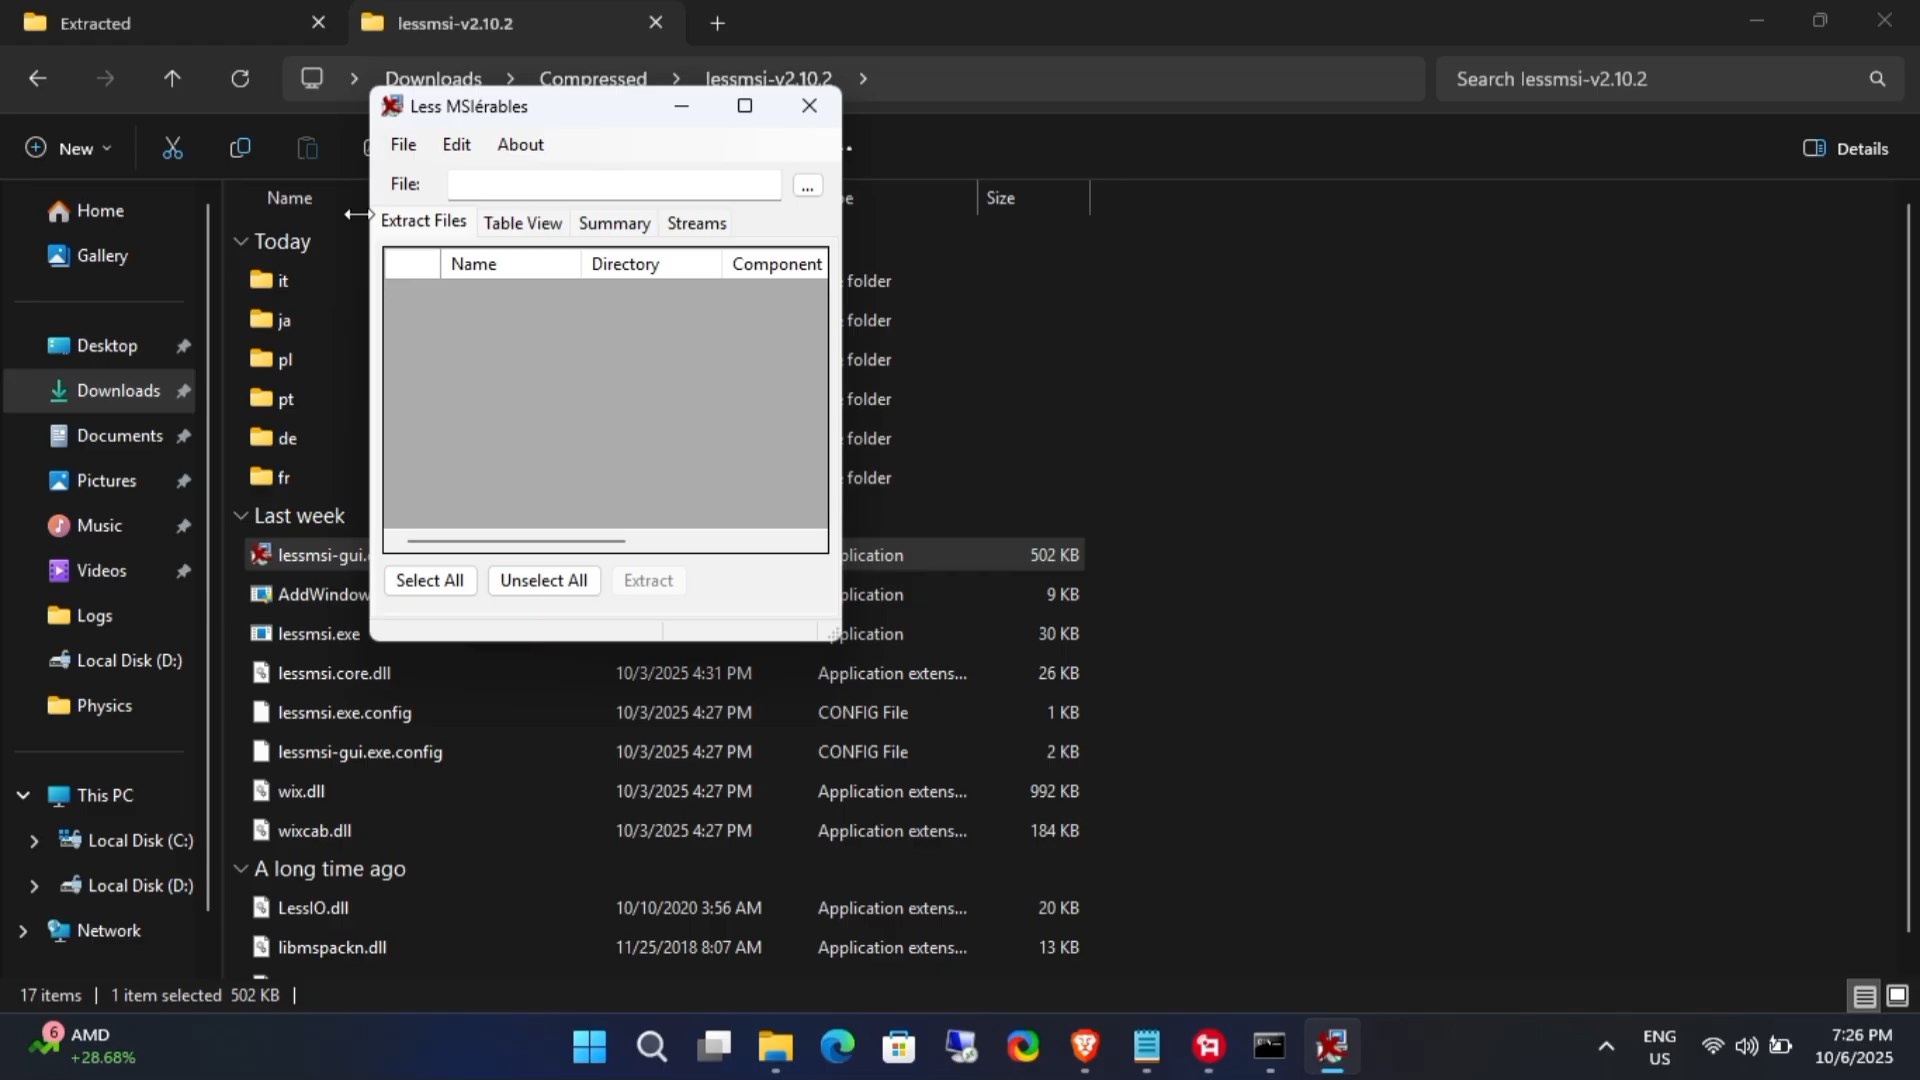 Extracted
lessmsi-v2.10.2
Downloads
Compressed
lessmsi-v2.10.2
Search lessmsi-v2.10.2
New
Details
Less MSIérables
File Edit About
File:
...
Extract Files Table View Summary Streams
Name Directory Component
Select All Unselect All Extract
Home
Gallery
Desktop
Downloads
Documents
Pictures
Music
Videos
Logs
Local Disk (D:)
Physics
This PC
Local Disk (C:)
Local Disk (D:)
Network
Name Size
Today
it folder
ja folder
pl folder
pt folder
de folder
fr folder
Last week
lessmsi-gui. plication 502 KB
AddWindow plication 9 KB
lessmsi.exe plication 30 KB
lessmsi.core.dll 10/3/2025 4:31 PM Application extens... 26 KB
lessmsi.exe.config 10/3/2025 4:27 PM CONFIG File 1 KB
lessmsi-gui.exe.config 10/3/2025 4:27 PM CONFIG File 2 KB
wix.dll 10/3/2025 4:27 PM Application extens... 992 KB
wixcab.dll 10/3/2025 4:27 PM Application extens... 184 KB
A long time ago
LessIO.dll 10/10/2020 3:56 AM Application extens... 20 KB
libmspackn.dll 11/25/2018 8:07 AM Application extens... 13 KB
17 items 1 item selected 502 KB
6
AMD
+28.68%
ENG
US
7:26 PM
10/6/2025